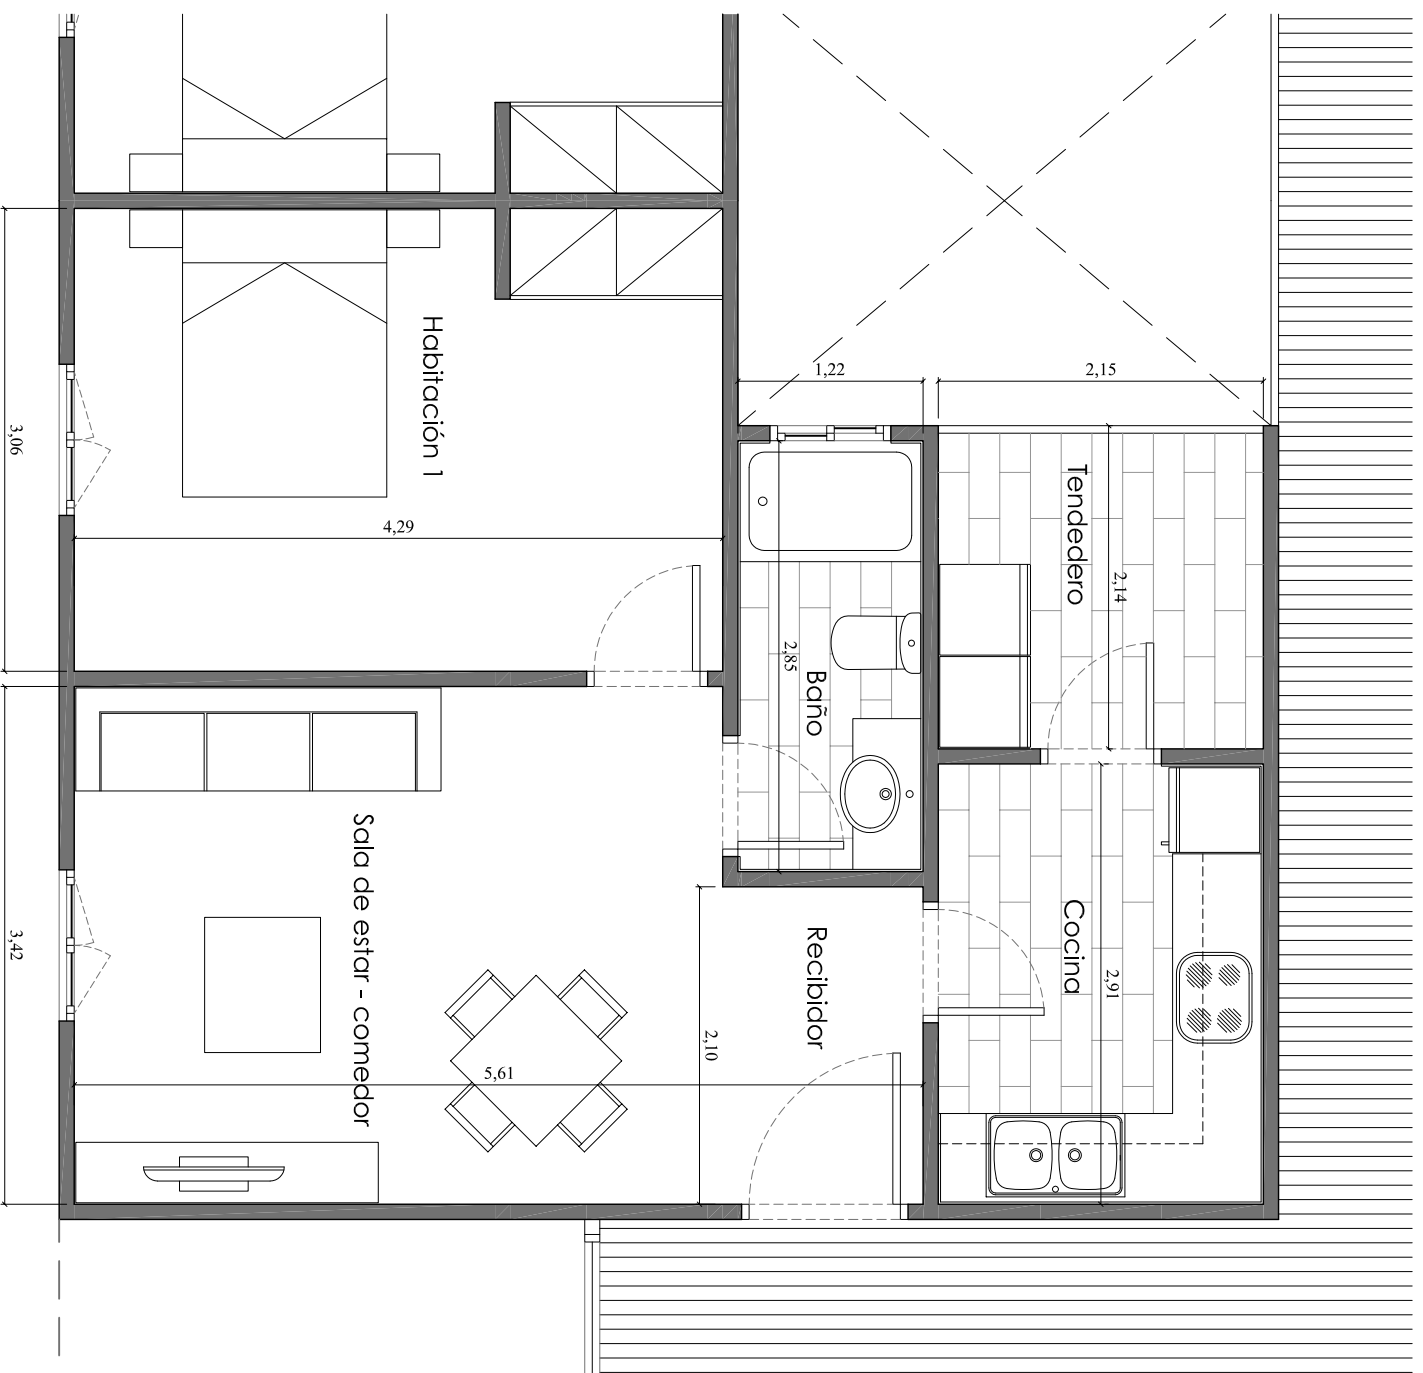 1,22
2,15
Habitación 1
3,06
4,29
Tendedero
2,14
2,85
Baño
Sala de estar - comedor
3,42
Recibidor
2,10
5,61
Cocina
2,91